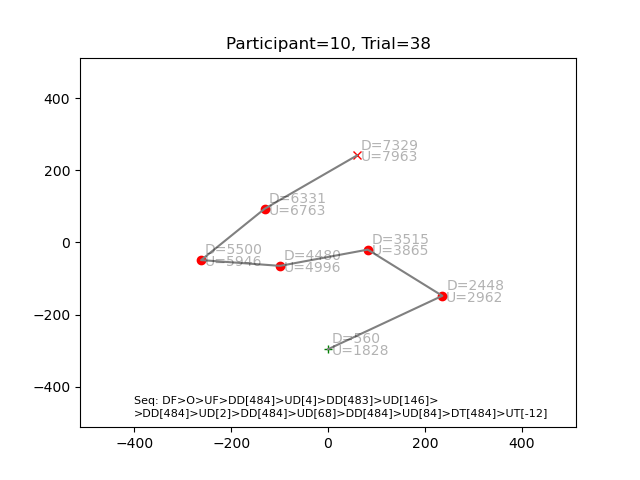 Participant=10, Trial=38
400
200
0
−200
−400
−400
−200
0
200
400
D=7329
U=7963
D=6331
U=6763
D=5500
U=5946
D=4480
U=4996
D=3515
U=3865
D=2448
U=2962
D=560
U=1828
Seq: DF>O>UF>DD[484]>UD[4]>DD[483]>UD[146]>
>DD[484]>UD[2]>DD[484]>UD[68]>DD[484]>UD[84]>DT[484]>UT[-12]